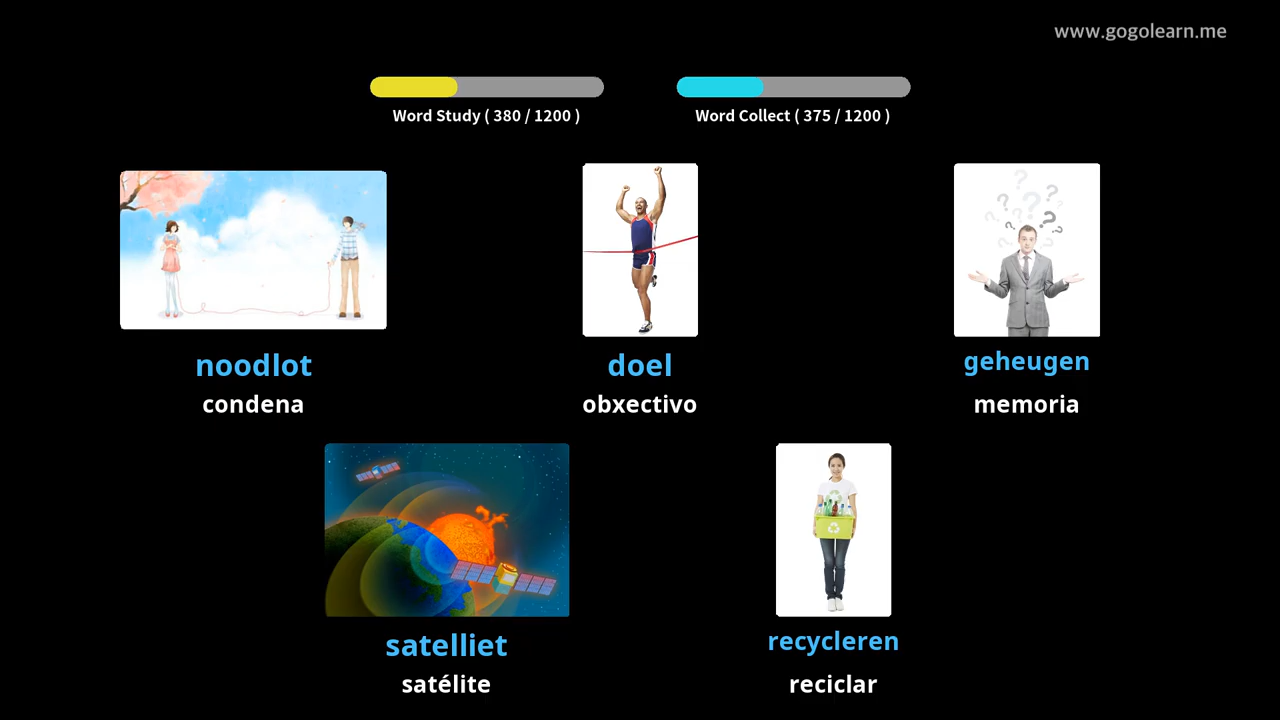 www.gogolearn.me
Word Study ( 380 / 1200 )
Word Collect ( 375 / 1200 )
noodlot
doel
geheugen
condena
obxectivo
memoria
satelliet
recycleren
satélite
reciclar